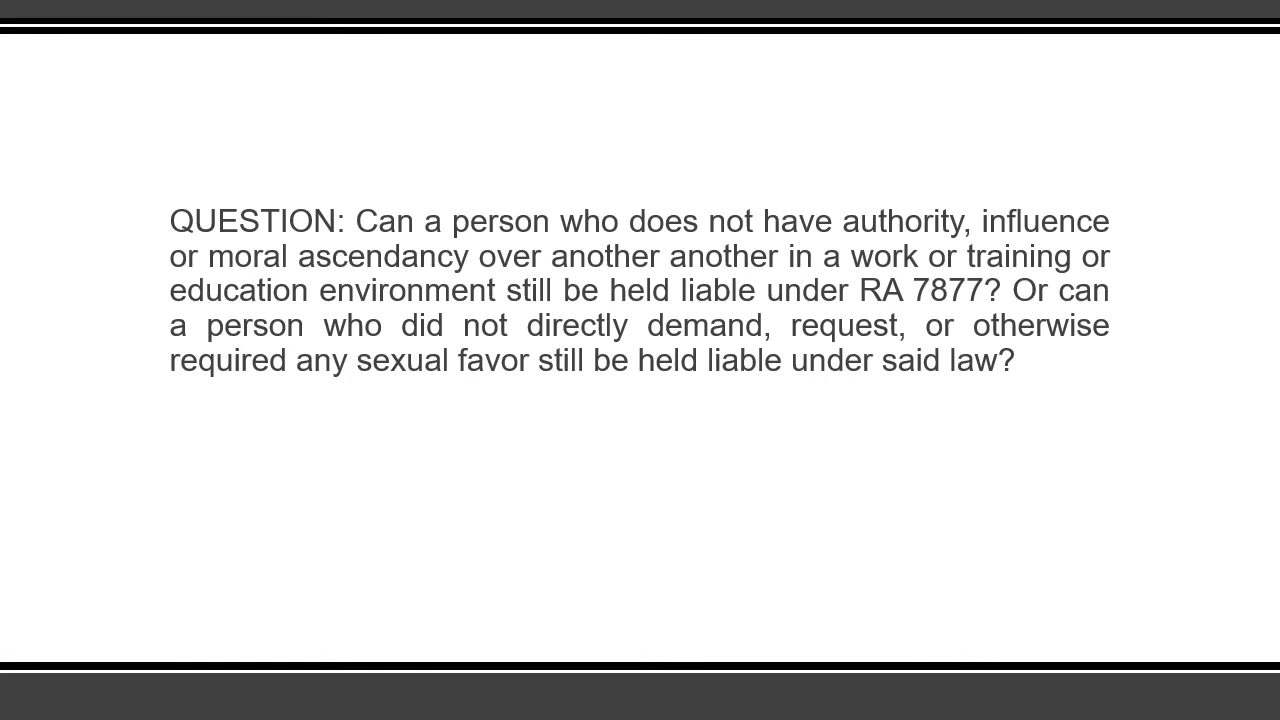 QUESTION: Can a person who does not have authority, influence
or moral ascendancy over another another in a work or training or
education environment still be held liable under RA 7877? Or can
a person who did not directly demand, request, or otherwise
required any sexual favor still be held liable under said law?